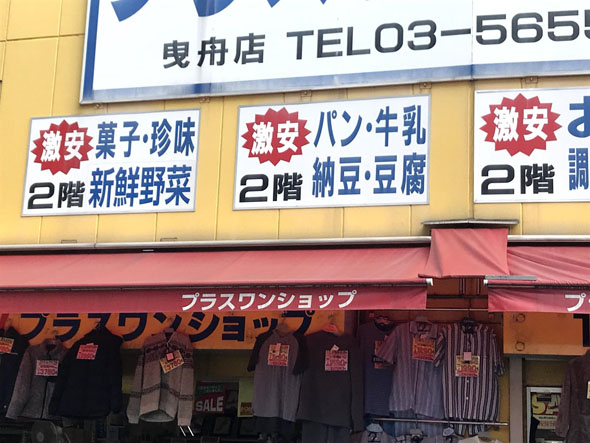 曳舟店 TEL03-5655
激安 菓子・珍味
2階 新鮮野菜
激安 パン・牛乳
2階 納豆・豆腐
激安 お
2階 調
プラスワンショップ
プラスワンショップ
SALE